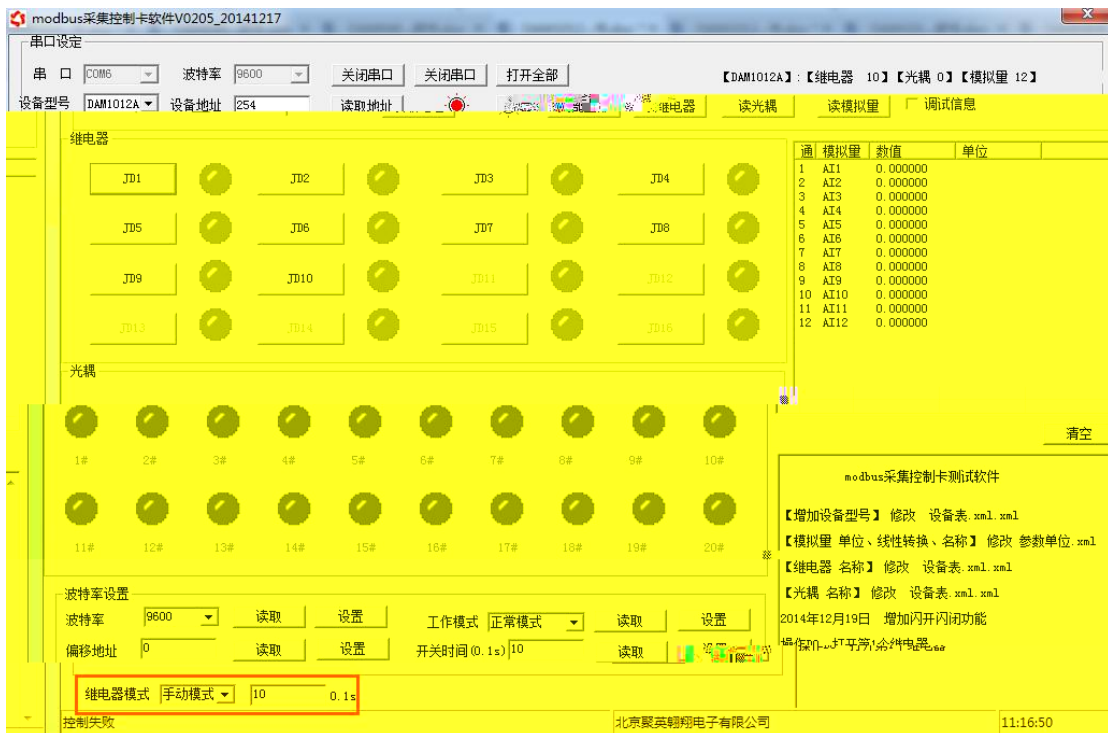 modbus采集控制卡软件V0205_20141217
串口设定
串 口 COM6 波特率 9600 关闭串口 关闭串口 打开全部 【DAM1012A】:【继电器 10】【光耦 0】【模拟量 12】
设备型号 DAM1012A 设备地址 254 读取地址 继电器 读光耦 读模拟量 调试信息
继电器
JD1 JD2 JD3 JD4
JD5 JD6 JD7 JD8
JD9 JD10 JD11 JD12
JD13 JD14 JD15 JD16
通 模拟量 数值 单位
1 AI1 0.000000
2 AI2 0.000000
3 AI3 0.000000
4 AI4 0.000000
5 AI5 0.000000
6 AI6 0.000000
7 AI7 0.000000
8 AI8 0.000000
9 AI9 0.000000
10 AI10 0.000000
11 AI11 0.000000
12 AI12 0.000000
光耦
1# 2# 3# 4# 5# 6# 7# 8# 9# 10#
11# 12# 13# 14# 15# 16# 17# 18# 19# 20#
清空
modbus采集控制卡测试软件
【增加设备型号】 修改 设备表.xml.xml
【模拟量 单位、线性转换、名称】 修改 参数单位.xml
【继电器 名称】 修改 设备表.xml.xml
【光耦 名称】 修改 设备表.xml.xml
2014年12月19日 增加闪开闪闭功能
波特率设置
波特率 9600 读取 设置 工作模式 正常模式 读取 设置
偏移地址 0 读取 设置 开关时间(0.1s) 10 读取
继电器模式 手动模式 10 0.1s
控制失败 北京聚英翱翔电子有限公司 11:16:50